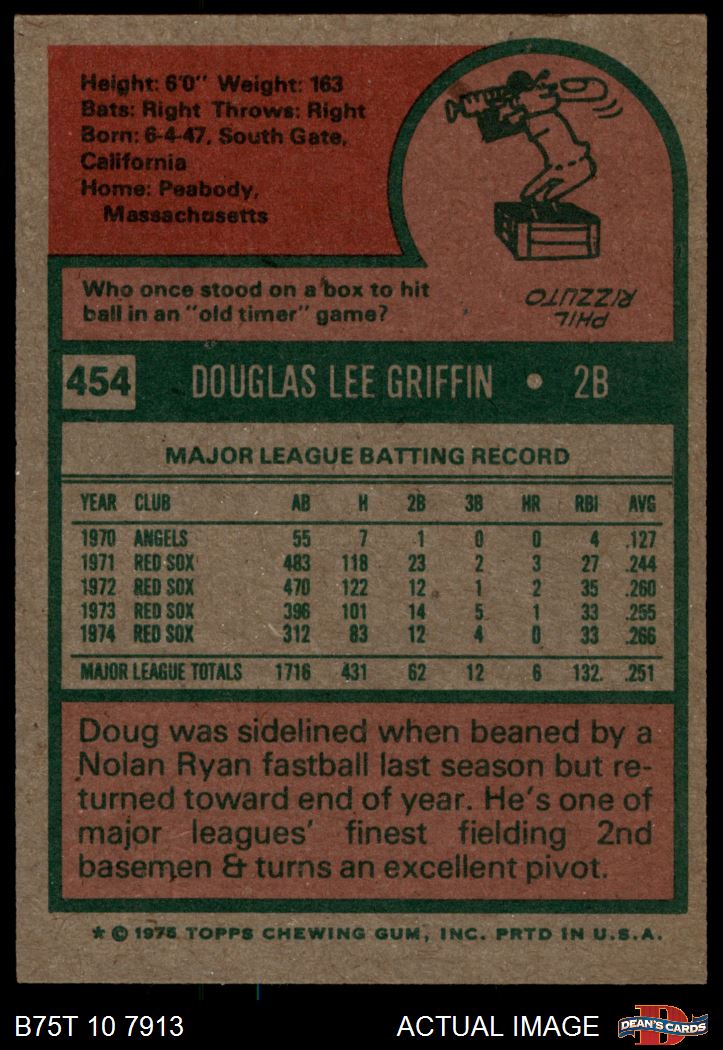 Height: 6'0" Weight: 163
Bats: Right Throws: Right
Born: 6-4-47, South Gate,
California
Home: Peabody,
Massachusetts
Who once stood on a box to hit
ball in an "old timer" game?
PHIL
RIZZUTO
454 DOUGLAS LEE GRIFFIN • 2B
MAJOR LEAGUE BATTING RECORD
YEAR CLUB AB H 2B 3B HR RBI AVG
1970 ANGELS 55 7 1 0 0 4 .127
1971 RED SOX 483 118 23 2 3 27 .244
1972 RED SOX 470 122 12 1 2 35 .260
1973 RED SOX 396 101 14 5 1 33 .255
1974 RED SOX 312 83 12 4 0 33 .266
MAJOR LEAGUE TOTALS 1716 431 62 12 6 132 .251
Doug was sidelined when beaned by a
Nolan Ryan fastball last season but re-
turned toward end of year. He's one of
major leagues' finest fielding 2nd
basemen & turns an excellent pivot.
* © 1975 TOPPS CHEWING GUM, INC. PRTD IN U.S.A.
B75T 10 7913 ACTUAL IMAGE
DEAN'S CARDS